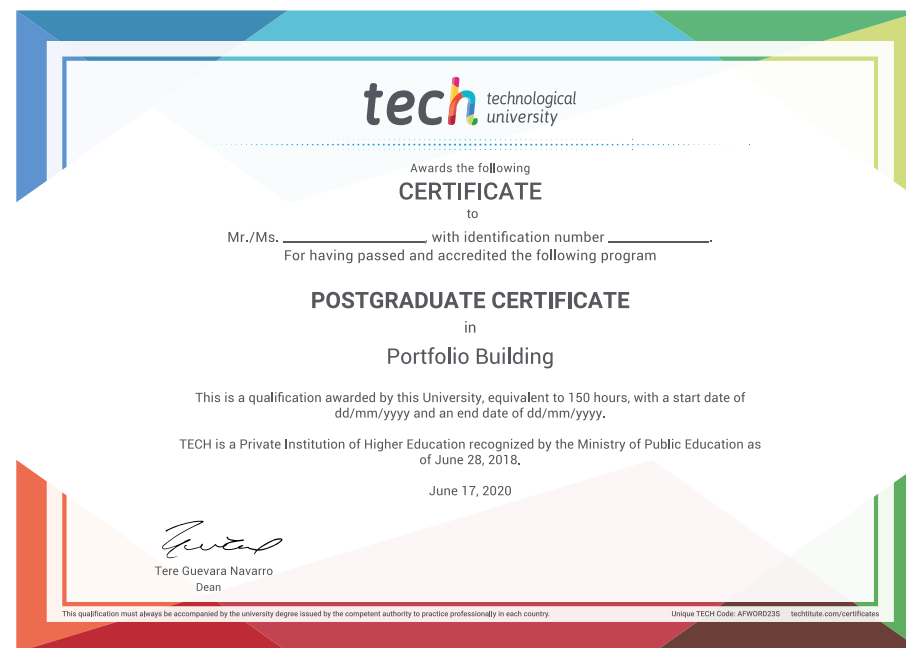 tech technological
university
Awards the following
CERTIFICATE
to
Mr./Ms. ____________, with identification number ____________.
For having passed and accredited the following program
POSTGRADUATE CERTIFICATE
in
Portfolio Building
This is a qualification awarded by this University, equivalent to 150 hours, with a start date of
dd/mm/yyyy and an end date of dd/mm/yyyy.
TECH is a Private Institution of Higher Education recognized by the Ministry of Public Education as
of June 28, 2018.
June 17, 2020
Tere Guevara Navarro
Dean
This qualification must always be accompanied by the university degree issued by the competent authority to practice professionally in each country. Unique TECH Code: AFWORD23S techtitute.com/certificates